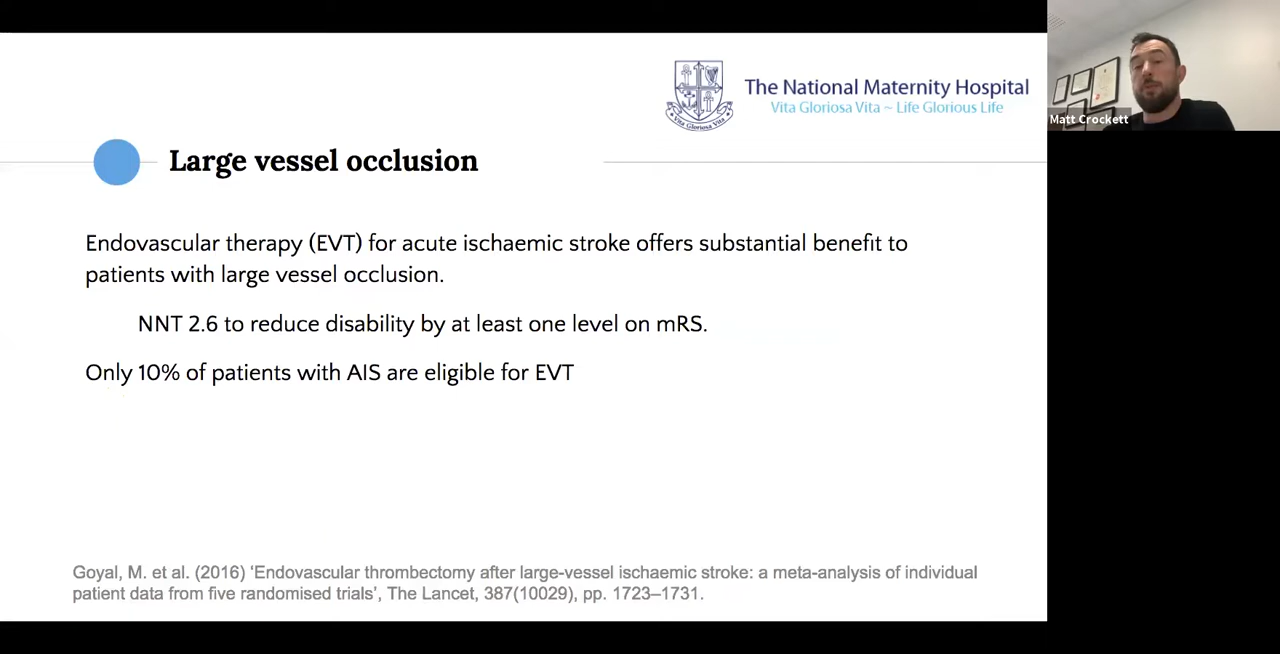 The National Maternity Hospital
Vita Gloriosa Vita ~ Life Glorious Life
Matt Crockett
Large vessel occlusion
Endovascular therapy (EVT) for acute ischaemic stroke offers substantial benefit to
patients with large vessel occlusion.
NNT 2.6 to reduce disability by at least one level on mRS.
Only 10% of patients with AIS are eligible for EVT
Goyal, M. et al. (2016) ‘Endovascular thrombectomy after large-vessel ischaemic stroke: a meta-analysis of individual
patient data from five randomised trials’, The Lancet, 387(10029), pp. 1723–1731.